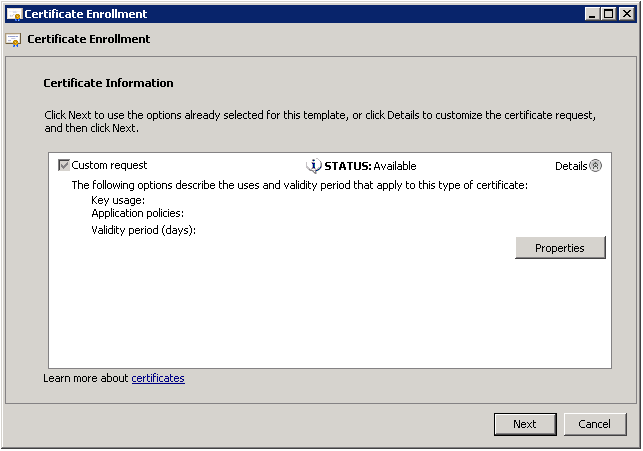 Certificate Enrollment
Certificate Enrollment
Certificate Information
Click Next to use the options already selected for this template, or click Details to customize the certificate request,
and then click Next.
Custom request STATUS: Available Details
The following options describe the uses and validity period that apply to this type of certificate:
Key usage:
Application policies:
Validity period (days):
Properties
Learn more about certificates
Next Cancel